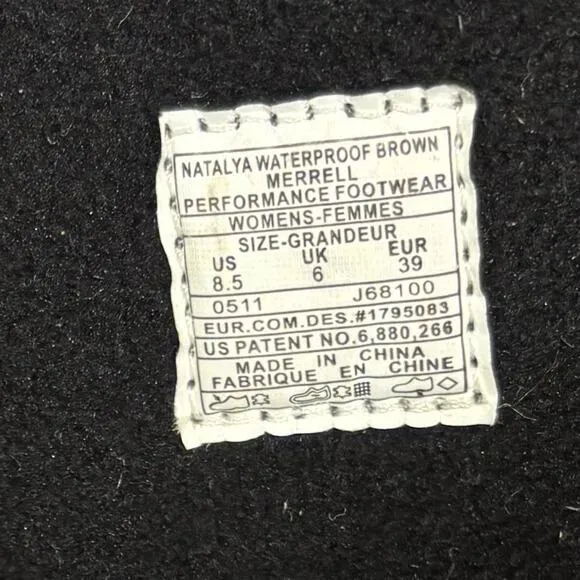 NATALYA WATERPROOF BROWN
MERRELL
PERFORMANCE FOOTWEAR
WOMENS-FEMMES
SIZE-GRANDEUR
US UK EUR
8.5 6 39
0511 J68100
EUR.COM.DES.#1795083
US PATENT NO.6,880,266
MADE IN CHINA
FABRIQUE EN CHINE